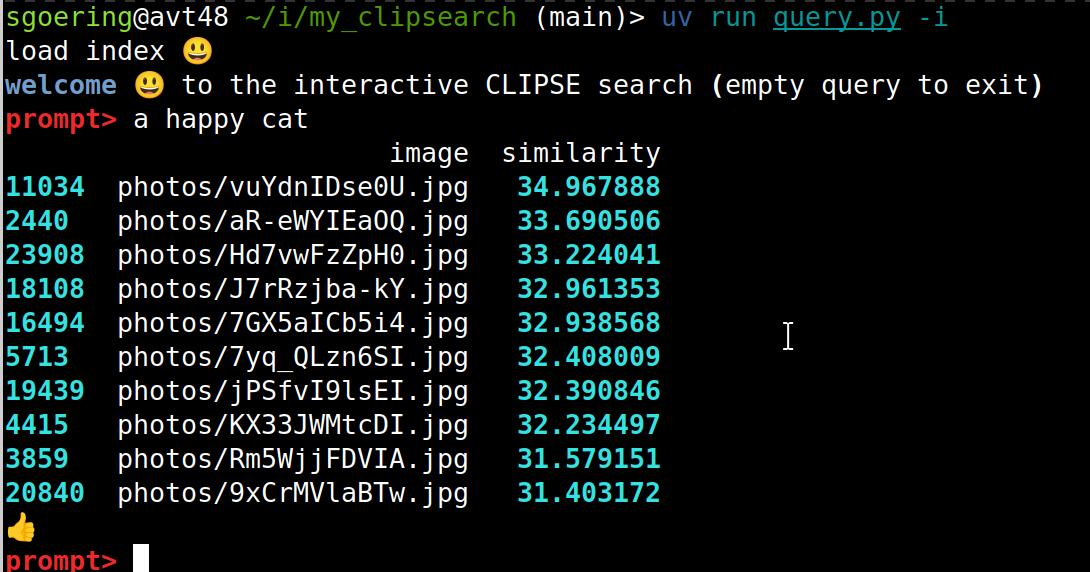 sgoering@avt48 ~/i/my_clipsearch (main)> uv run query.py -i
load index 😃
welcome 😃 to the interactive CLIPSE search (empty query to exit)
prompt> a happy cat
image similarity
11034 photos/vuYdnIDse0U.jpg 34.967888
2440 photos/aR-eWYIEaOQ.jpg 33.690506
23908 photos/Hd7vwFzZpH0.jpg 33.224041
18108 photos/J7rRzjba-kY.jpg 32.961353
16494 photos/7GX5aICb5i4.jpg 32.938568
5713 photos/7yq_QLzn6SI.jpg 32.408009
19439 photos/jPSfvI9lsEI.jpg 32.390846
4415 photos/KX33JWMtcDI.jpg 32.234497
3859 photos/Rm5WjjFDVIA.jpg 31.579151
20840 photos/9xCrMVlaBTw.jpg 31.403172
👍
prompt>